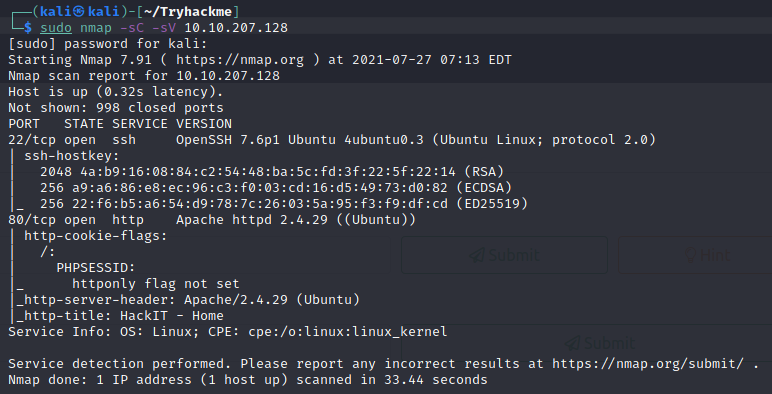 ┌──(kali㉿kali)-[~/Tryhackme]
└─$ sudo nmap -sC -sV 10.10.207.128
[sudo] password for kali:
Starting Nmap 7.91 ( https://nmap.org ) at 2021-07-27 07:13 EDT
Nmap scan report for 10.10.207.128
Host is up (0.32s latency).
Not shown: 998 closed ports
PORT   STATE SERVICE VERSION
22/tcp open  ssh     OpenSSH 7.6p1 Ubuntu 4ubuntu0.3 (Ubuntu Linux; protocol 2.0)
| ssh-hostkey:
|   2048 4a:b9:16:08:84:c2:54:48:ba:5c:fd:3f:22:5f:22:14 (RSA)
|   256 a9:a6:86:e8:ec:96:c3:f0:03:cd:16:d5:49:73:d0:82 (ECDSA)
|_  256 22:f6:b5:a6:54:d9:78:7c:26:03:5a:95:f3:f9:df:cd (ED25519)
80/tcp open  http    Apache httpd 2.4.29 ((Ubuntu))
| http-cookie-flags:
|   /:
|     PHPSESSID:
|_      httponly flag not set
|_http-server-header: Apache/2.4.29 (Ubuntu)
|_http-title: HackIT - Home
Service Info: OS: Linux; CPE: cpe:/o:linux:linux_kernel
Submit
Hint
Submit
Service detection performed. Please report any incorrect results at https://nmap.org/submit/ .
Nmap done: 1 IP address (1 host up) scanned in 33.44 seconds